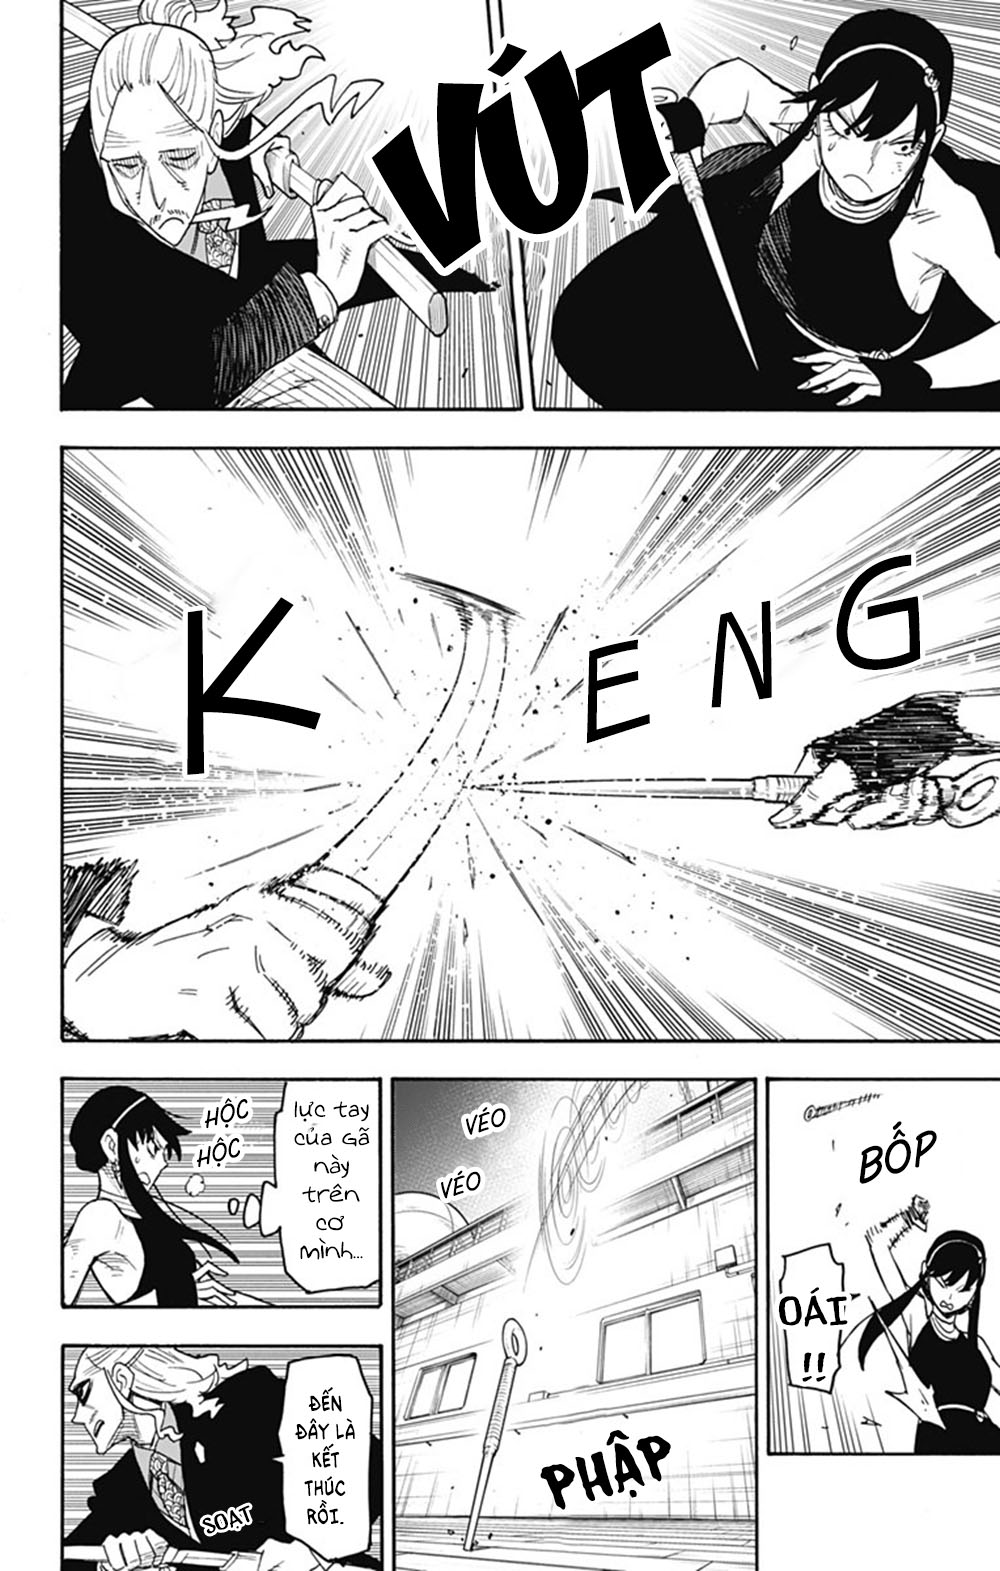 VÚT
KENG
BỐP
OÁI
!!
VÉO
VÉO
PHẬP
lực tay
của gã
này
trên
cơ
mình...
HỘC
HỘC
ĐẾN
ĐÂY LÀ
KẾT
THÚC
RỒI.
SOẠT